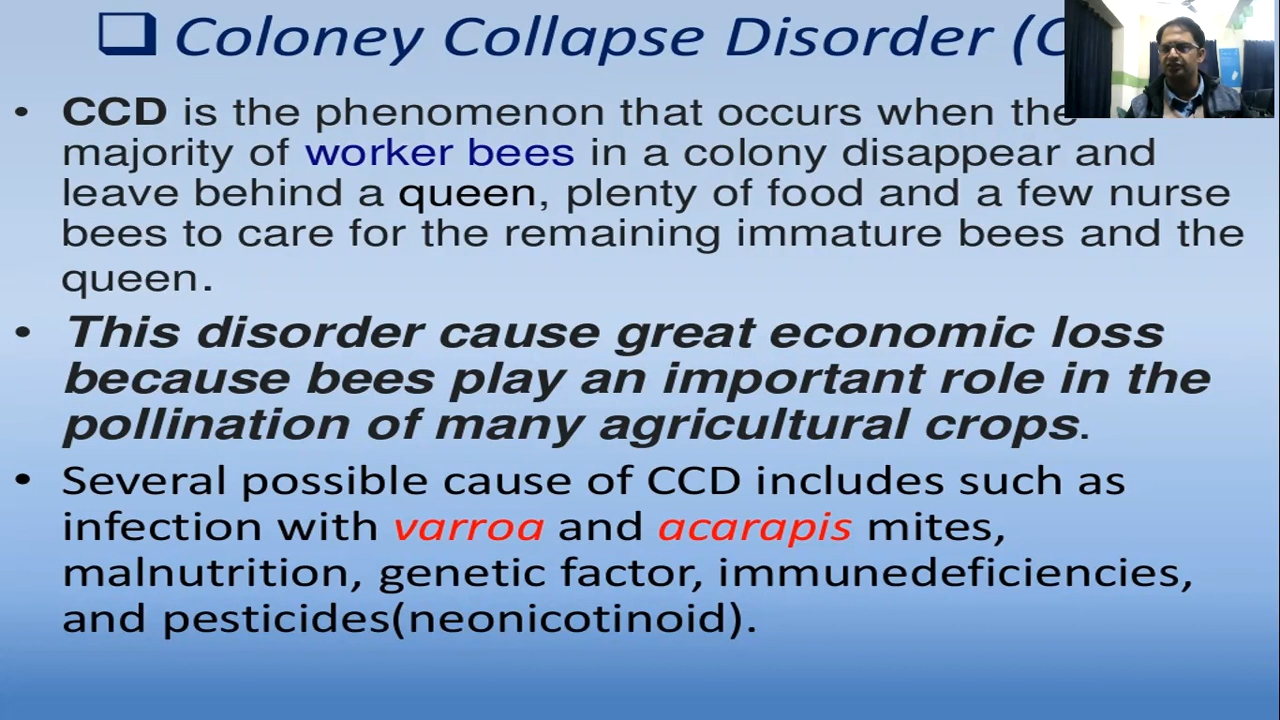 ❑ Coloney Collapse Disorder (C
• CCD is the phenomenon that occurs when the
majority of worker bees in a colony disappear and
leave behind a queen, plenty of food and a few nurse
bees to care for the remaining immature bees and the
queen.
• This disorder cause great economic loss
because bees play an important role in the
pollination of many agricultural crops.
• Several possible cause of CCD includes such as
infection with varroa and acarapis mites,
malnutrition, genetic factor, immunedeficiencies,
and pesticides(neonicotinoid).